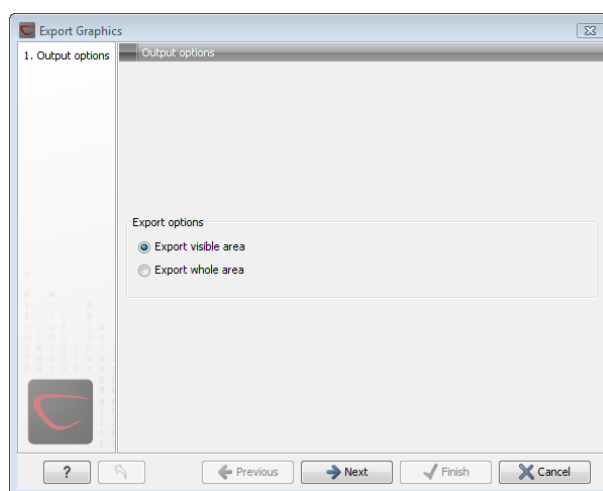 Export Graphics
1. Output options
Output options
Export options
Export visible area
Export whole area
?
Previous
Next
Finish
Cancel